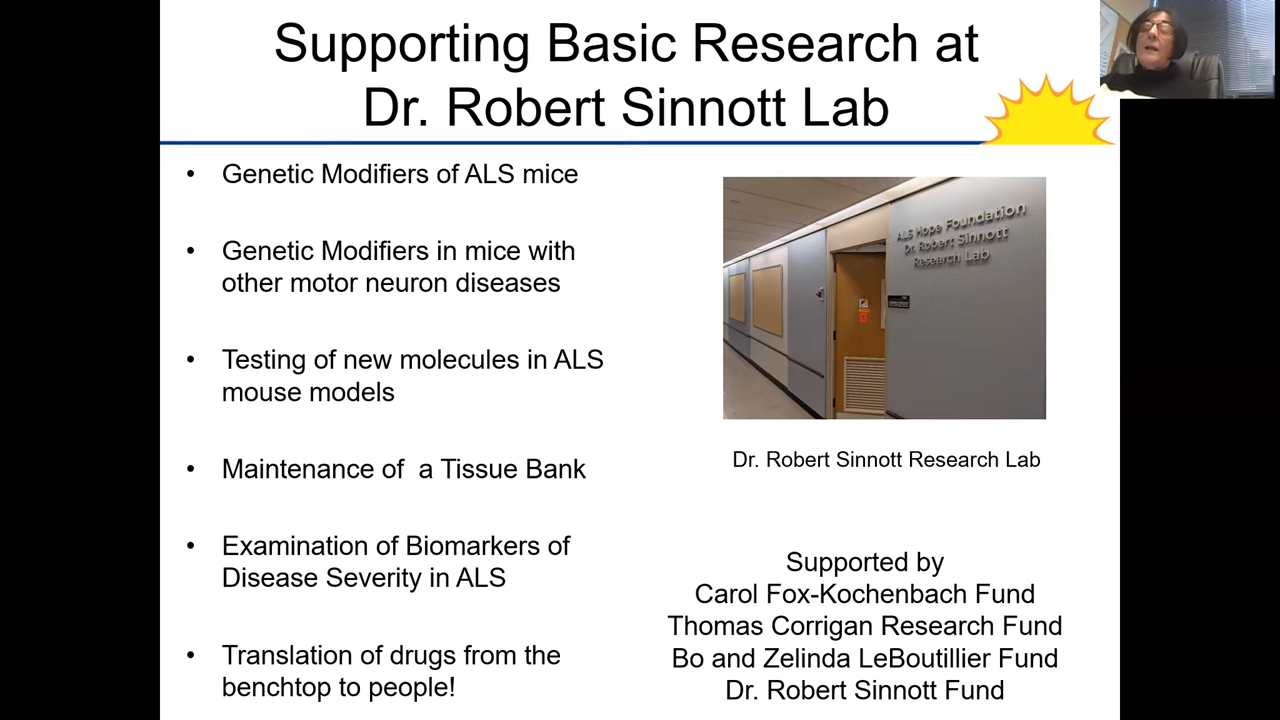 Supporting Basic Research at
Dr. Robert Sinnott Lab
• Genetic Modifiers of ALS mice
• Genetic Modifiers in mice with
other motor neuron diseases
• Testing of new molecules in ALS
mouse models
• Maintenance of  a Tissue Bank
• Examination of Biomarkers of
Disease Severity in ALS
• Translation of drugs from the
benchtop to people!
ALS Hope Foundation
Dr. Robert Sinnott
Research Lab
Dr. Robert Sinnott Research Lab
Supported by
Carol Fox-Kochenbach Fund
Thomas Corrigan Research Fund
Bo and Zelinda LeBoutillier Fund
Dr. Robert Sinnott Fund